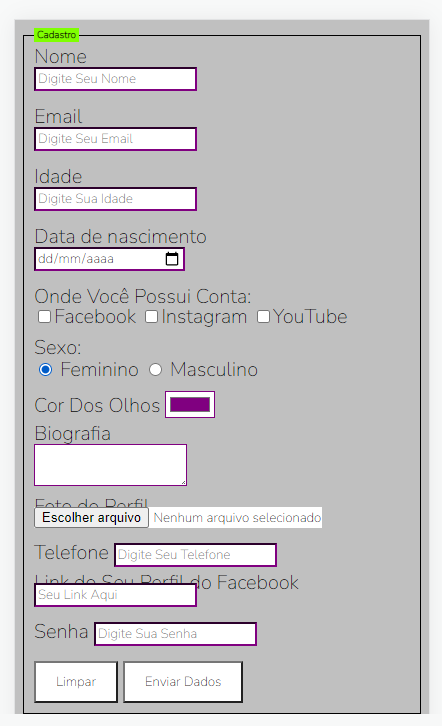 Cadastro
Nome
Digite Seu Nome
Email
Digite Seu Email
Idade
Digite Sua Idade
Data de nascimento
dd/mm/aaaa
Onde Você Possui Conta:
Facebook Instagram YouTube
Sexo:
Feminino Masculino
Cor Dos Olhos
Biografia
Foto do Perfil
Escolher arquivo Nenhum arquivo selecionado
Telefone Digite Seu Telefone
Link do Seu Perfil do Facebook
Seu Link Aqui
Senha Digite Sua Senha
Limpar Enviar Dados